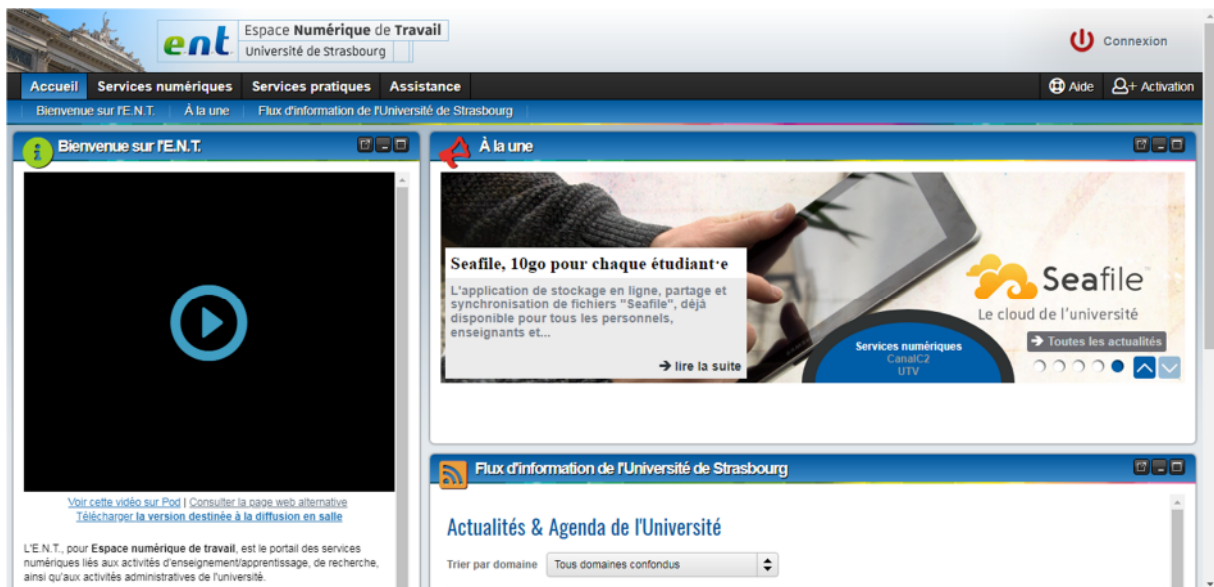 ent
Espace Numérique de Travail
Université de Strasbourg
Connexion
Accueil Services numériques Services pratiques Assistance
Aide Activation
Bienvenue sur l'E.N.T. À la une Flux d'information de l'Université de Strasbourg
Bienvenue sur l'E.N.T.
Voir cette vidéo sur Pod | Consulter la page web alternative
Télécharger la version destinée à la diffusion en salle
L'E.N.T., pour Espace numérique de travail, est le portail des services
numériques liés aux activités d'enseignement/apprentissage, de recherche,
ainsi qu'aux activités administratives de l'université.
À la une
Seafile, 10go pour chaque étudiant·e
L'application de stockage en ligne, partage et
synchronisation de fichiers "Seafile", déjà
disponible pour tous les personnels,
enseignants et...
lire la suite
Seafile
Le cloud de l'université
Toutes les actualités
Services numériques
CanalC2
UTV
Flux d'information de l'Université de Strasbourg
Actualités & Agenda de l'Université
Trier par domaine Tous domaines confondus